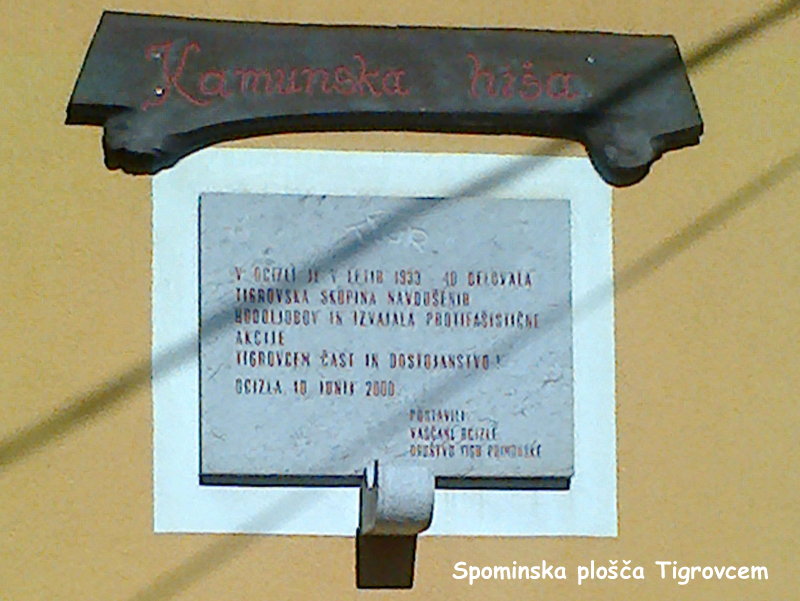 Kamunska hiša
TIGR
V OCIZLI JE V LETIH 1933 - 40 DELOVALA
TIGROVSKA SKUPINA NAVDUŠENIH
RODOLJUBOV IN IZVAJALA PROTIFAŠISTIČNE
AKCIJE
TIGROVCEM ČAST IN DOSTOJANSTVO!
OCIZLA 10. JUNIJ 2000
POSTAVILI
VAŠČANI OCIZLE
DRUŠTVO TIGR PRIMORSKE
Spominska plošča Tigrovcem